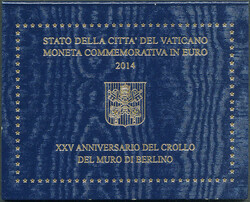 STATO DELLA CITTA' DEL VATICANO
MONETA COMMEMORATIVA IN EURO
2014
XXV ANNIVERSARIO DEL CROLLO
DEL MURO DI BERLINO